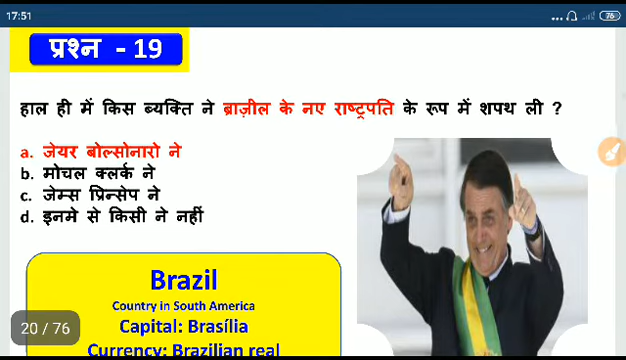 17:51
76
प्रश्न - 19
हाल ही में किस ब्यक्ति ने ब्राज़ील के नए राष्ट्रपति के रूप में शपथ ली ?
a. जेयर बोल्सोनारो ने
b. मोचल क्लर्क ने
c. जेम्स प्रिन्सेप ने
d. इनमे से किसी ने नहीं
Brazil
Country in South America
Capital: Brasília
Currency: Brazilian real
20 / 76